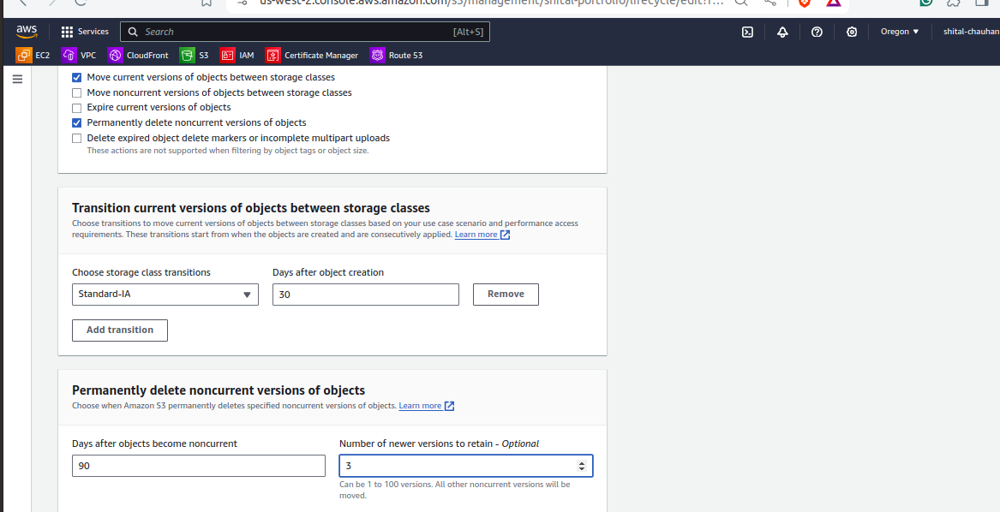 us-west-2.console.aws.amazon.com/s3/management/shital-portfolio/lifecycle/edit?r...
aws Services Search [Alt+S] Oregon shital-chauhan
EC2 VPC CloudFront S3 IAM Certificate Manager Route 53
Move current versions of objects between storage classes
Move noncurrent versions of objects between storage classes
Expire current versions of objects
Permanently delete noncurrent versions of objects
Delete expired object delete markers or incomplete multipart uploads
These actions are not supported when filtering by object tags or object size.
Transition current versions of objects between storage classes
Choose transitions to move current versions of objects between storage classes based on your use case scenario and performance access
requirements. These transitions start from when the objects are created and are consecutively applied. Learn more
Choose storage class transitions Days after object creation
Standard-IA 30 Remove
Add transition
Permanently delete noncurrent versions of objects
Choose when Amazon S3 permanently deletes specified noncurrent versions of objects. Learn more
Days after objects become noncurrent Number of newer versions to retain - Optional
90 3
Can be 1 to 100 versions. All other noncurrent versions will be
moved.